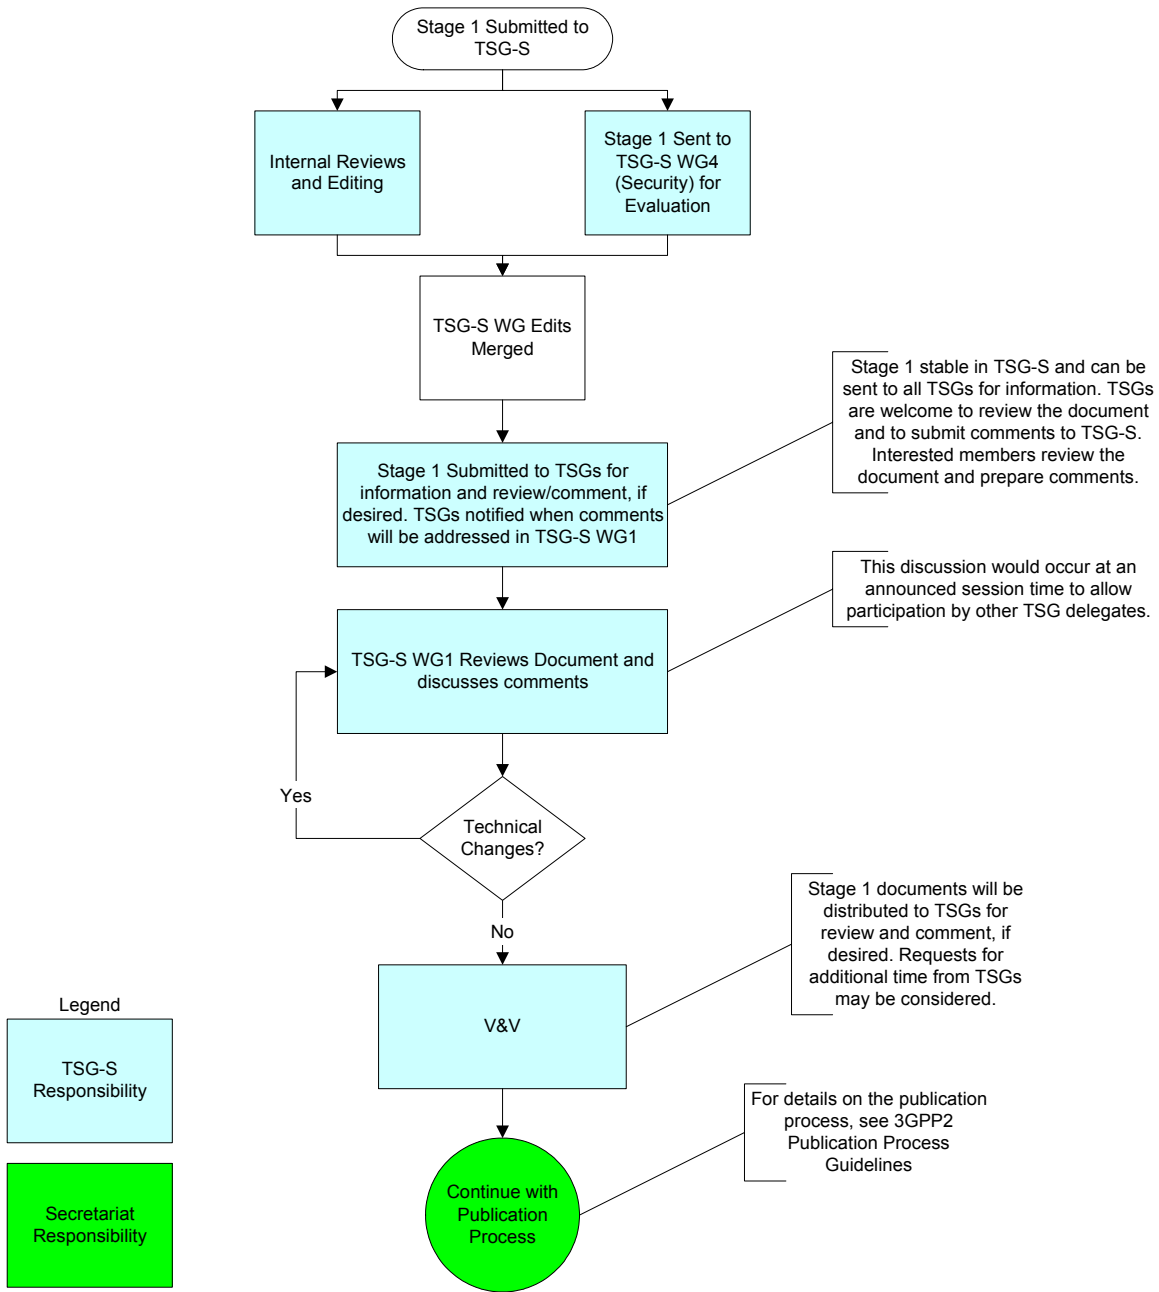 Stage 1 Submitted to
TSG-S
Internal Reviews
and Editing
Stage 1 Sent to
TSG-S WG4
(Security) for
Evaluation
TSG-S WG Edits
Merged
Stage 1 stable in TSG-S and can be
sent to all TSGs for information. TSGs
are welcome to review the document
and to submit comments to TSG-S.
Interested members review the
document and prepare comments.
Stage 1 Submitted to TSGs for
information and review/comment, if
desired. TSGs notified when comments
will be addressed in TSG-S WG1
This discussion would occur at an
announced session time to allow
participation by other TSG delegates.
TSG-S WG1 Reviews Document and
discusses comments
Yes
Technical
Changes?
No
Stage 1 documents will be
distributed to TSGs for
review and comment, if
desired. Requests for
additional time from TSGs
may be considered.
V&V
Legend
TSG-S
Responsibility
Secretariat
Responsibility
For details on the publication
process, see 3GPP2
Publication Process
Guidelines
Continue with
Publication
Process